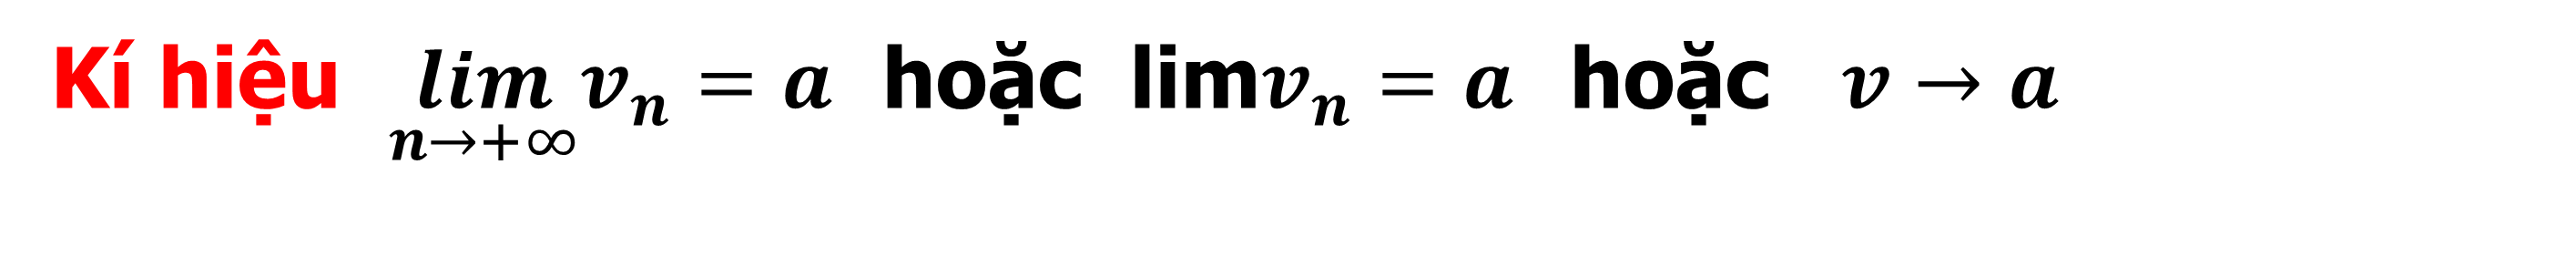 Kí hiệu lim n→+∞ vₙ = a hoặc limvₙ = a hoặc v → a